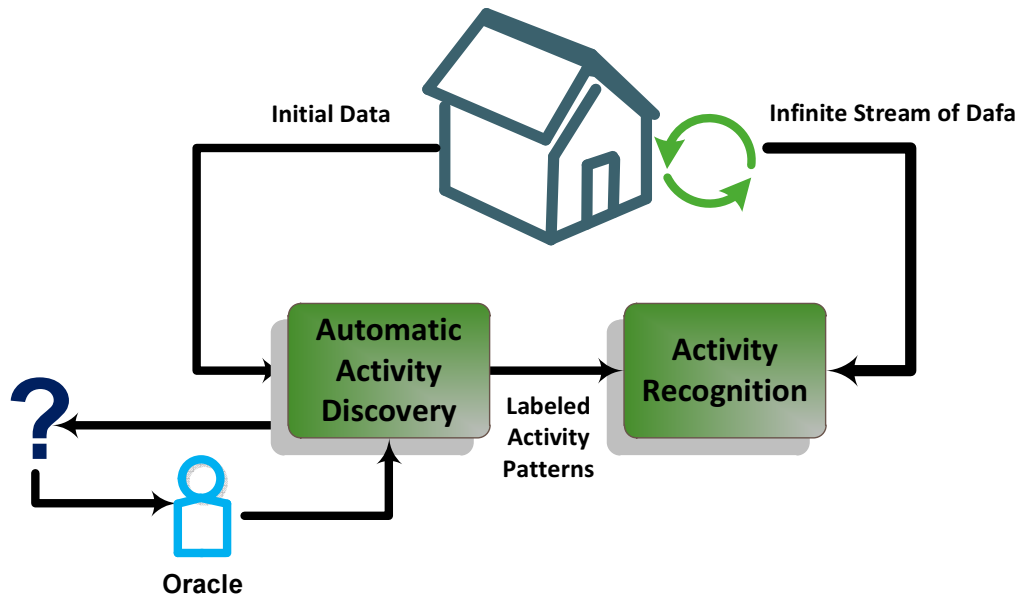 Initial Data
Infinite Stream of Dafa
Automatic
Activity
Discovery
Activity
Recognition
Labeled
Activity
Patterns
?
Oracle